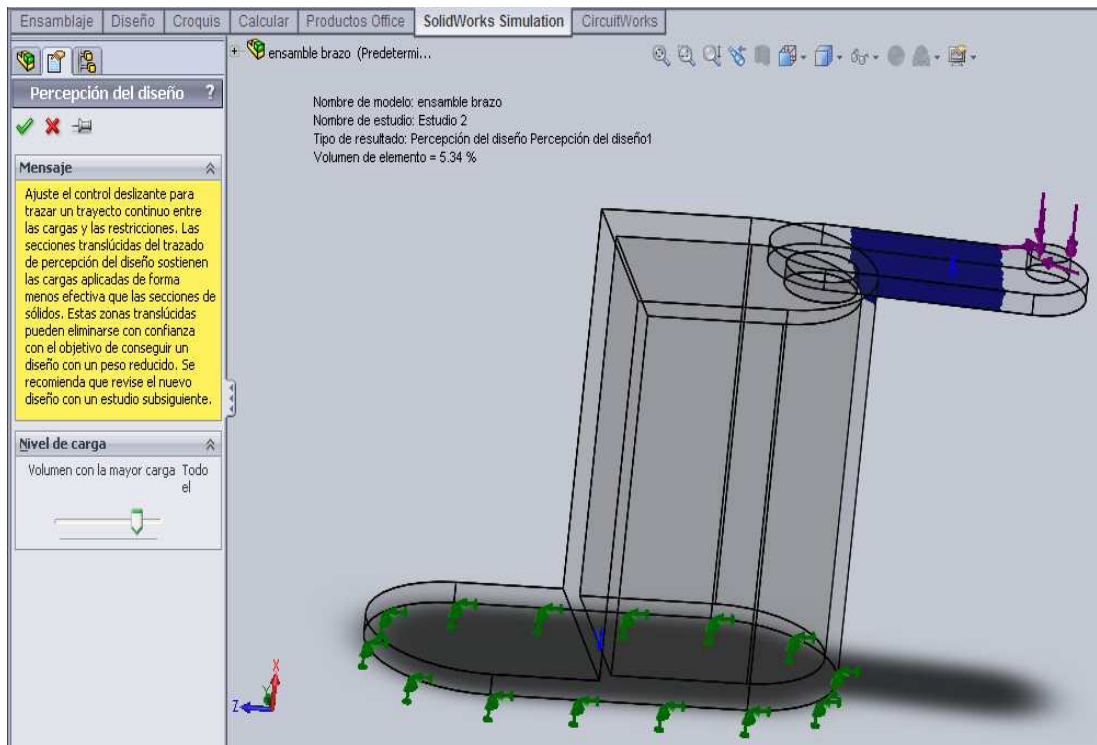 Ensamblaje Diseño Croquis Calcular Productos Office SolidWorks Simulation CircuitWorks
ensamble brazo (Predetermi...
Percepción del diseño ?
Nombre de modelo: ensamble brazo
Nombre de estudio: Estudio 2
Tipo de resultado: Percepción del diseño Percepción del diseño1
Volumen de elemento = 5.34 %
Mensaje
Ajuste el control deslizante para
trazar un trayecto continuo entre
las cargas y las restricciones. Las
secciones translúcidas del trazado
de percepción del diseño sostienen
las cargas aplicadas de forma
menos efectiva que las secciones de
sólidos. Estas zonas translúcidas
pueden eliminarse con confianza
con el objetivo de conseguir un
diseño con un peso reducido. Se
recomienda que revise el nuevo
diseño con un estudio subsiguiente.
Nivel de carga
Volumen con la mayor carga Todo
el
X
Y
Z